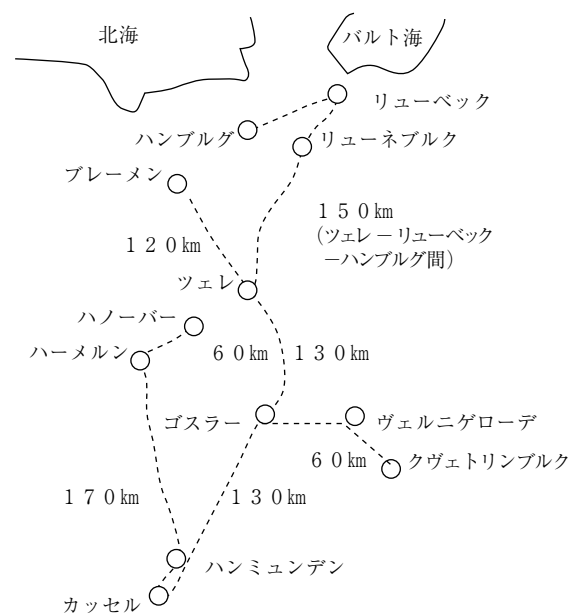 北海
バルト海
リューベック
ハンブルグ
リューネブルク
ブレーメン
１５０㎞
(ツェレ－リューベック
－ハンブルグ間)
１２０㎞
ツェレ
ハノーバー
ハーメルン
６０㎞
１３０㎞
ゴスラー
ヴェルニゲローデ
６０㎞
クヴェトリンブルク
１７０㎞
１３０㎞
ハンミュンデン
カッセル